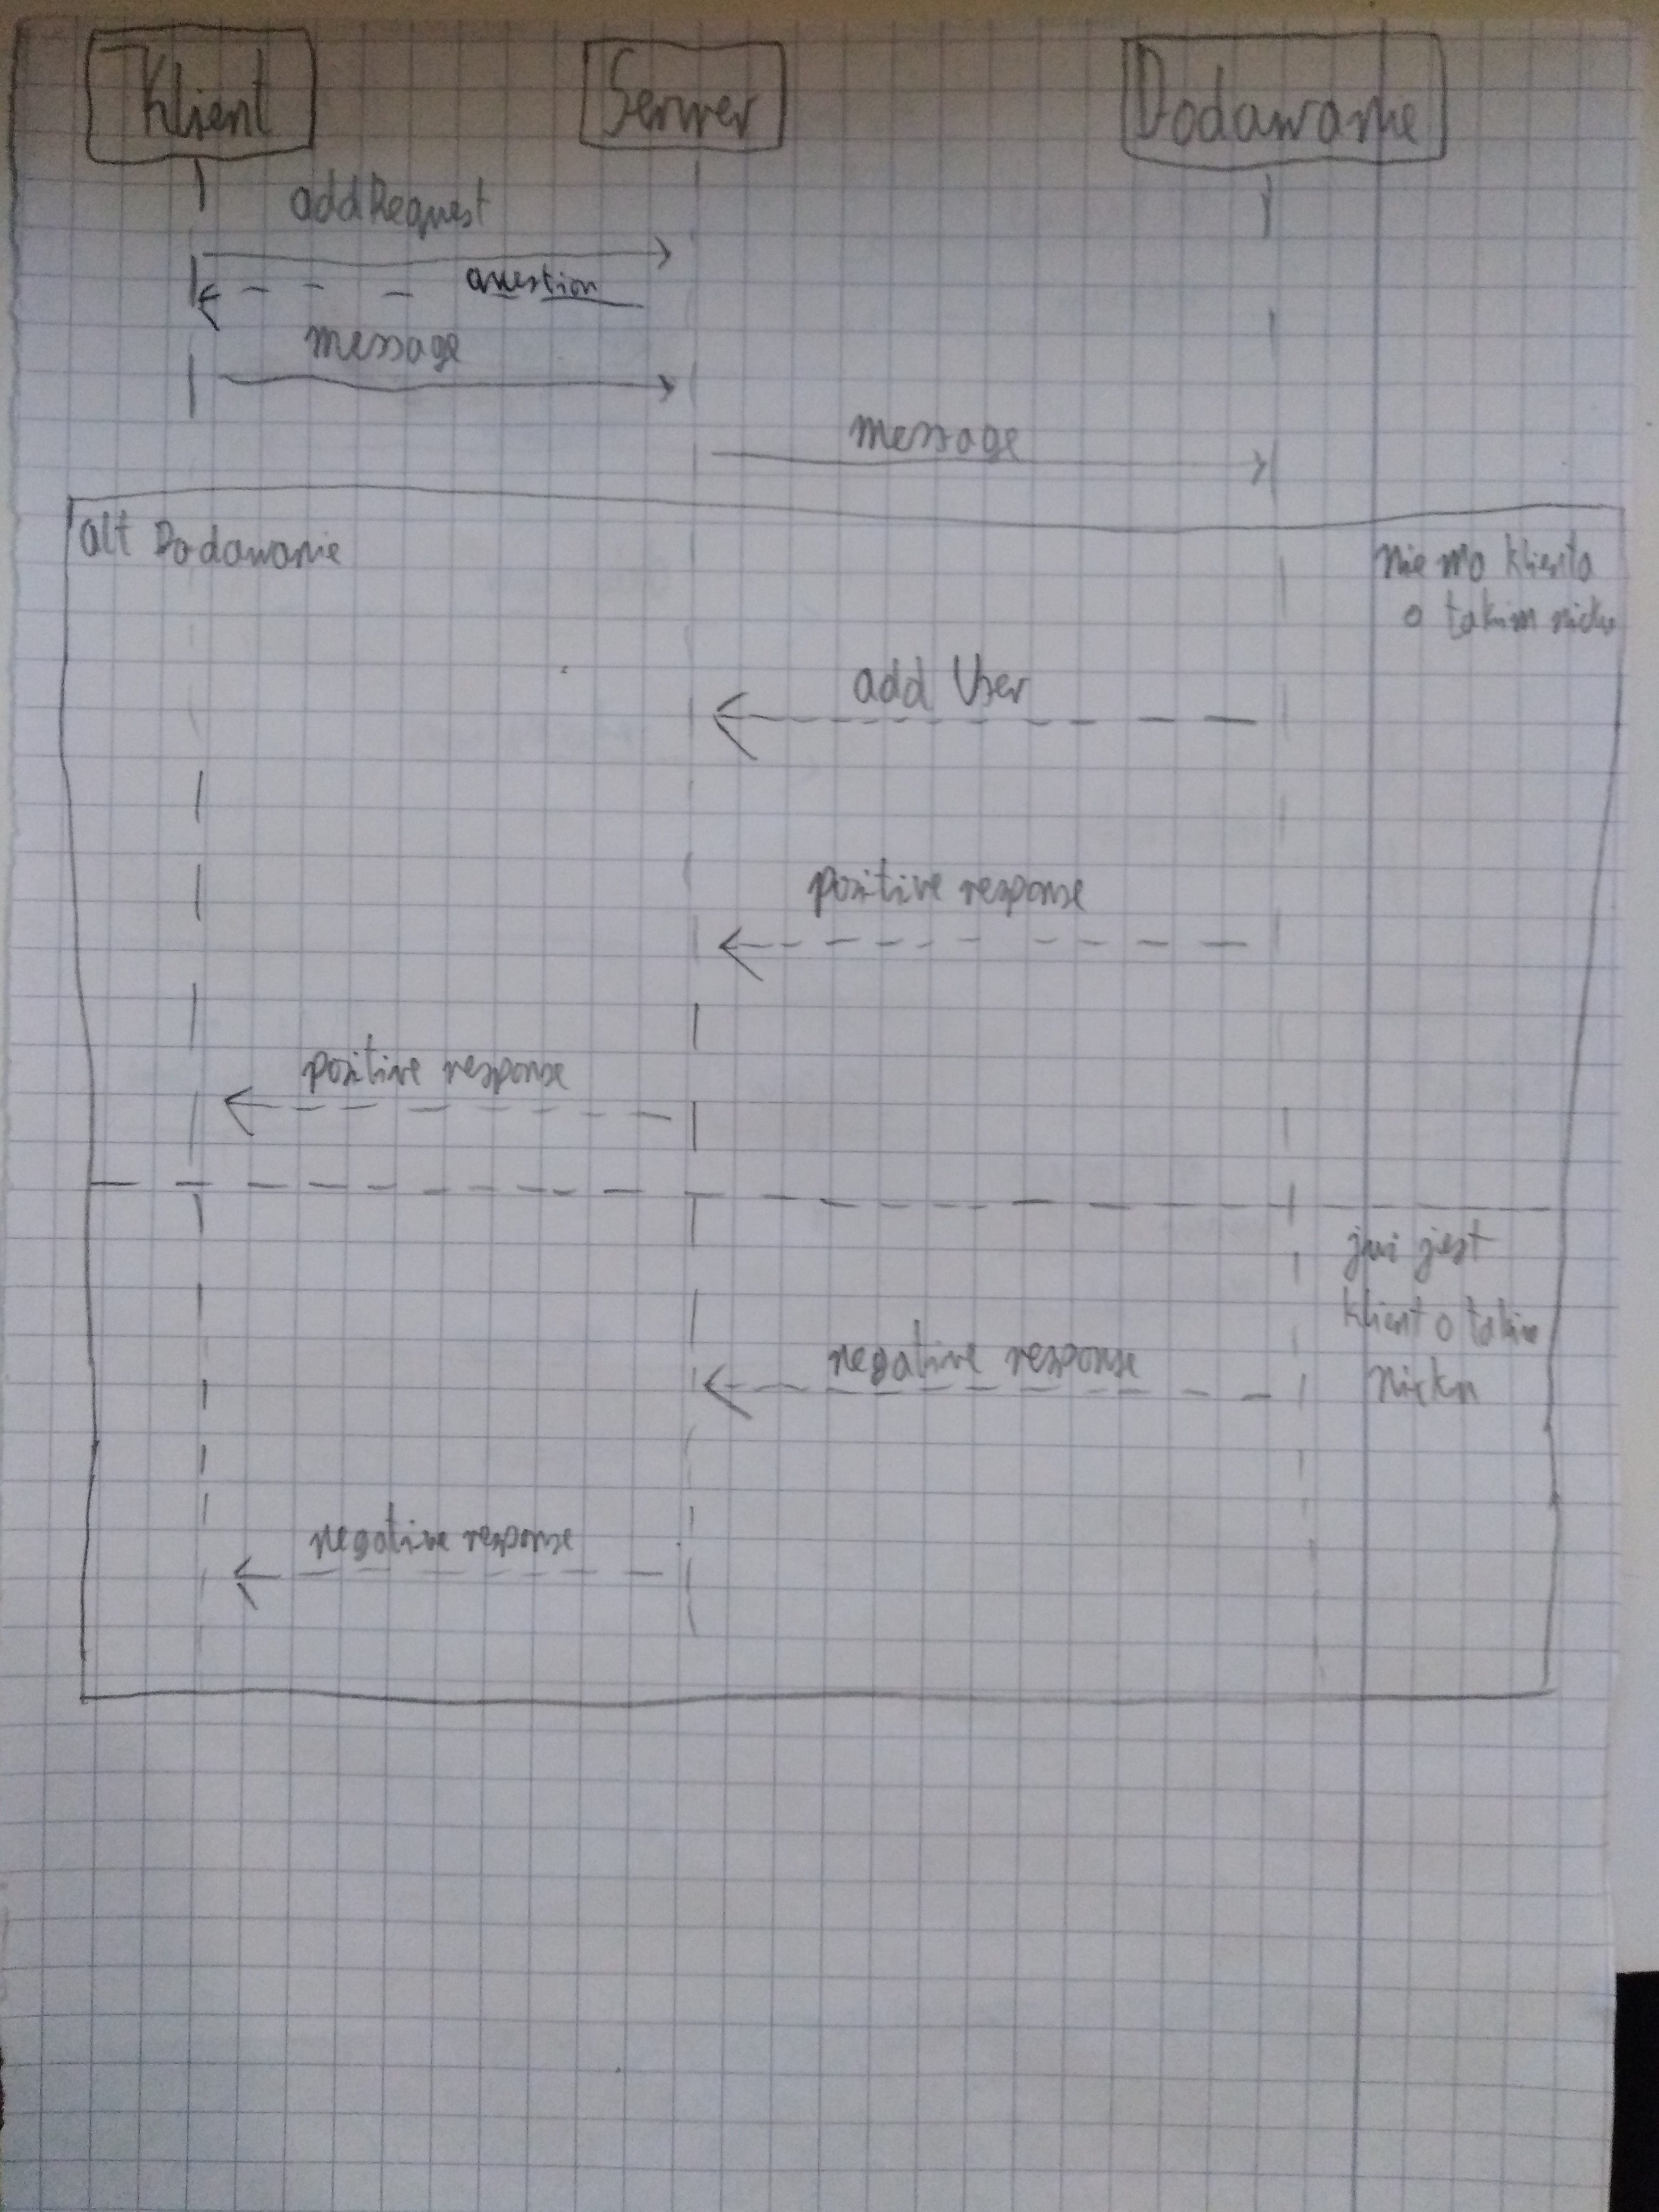 Klient
Serwer
Dodawanie
addRequest
question
message
message
alt Dodawanie
nie ma klienta
o takim nicku
add User
positive response
positive response
już jest
klient o takim
nicku
negative response
negative response